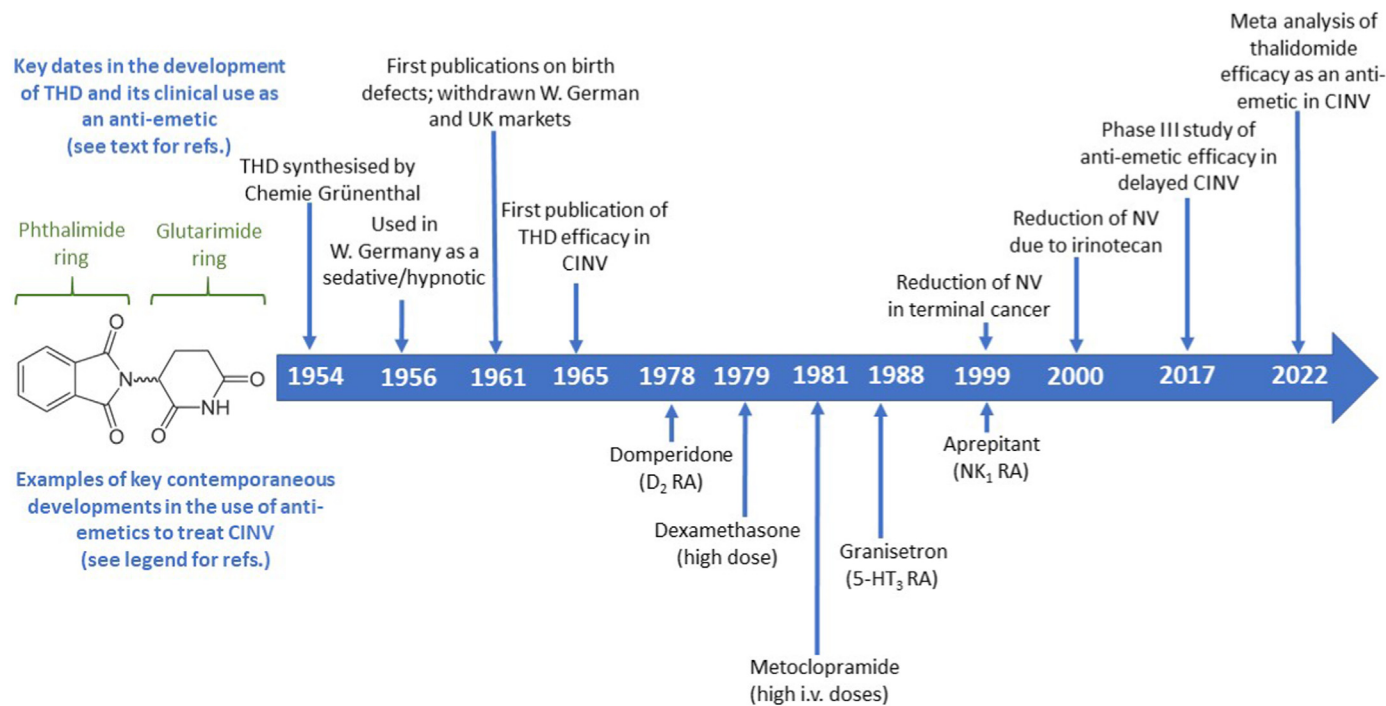 Key dates in the development
of THD and its clinical use as
an anti-emetic
(see text for refs.)
Phthalimide
ring
Glutarimide
ring
O
N
O
O
NH
O
THD synthesised by
Chemie Grünenthal
Used in
W. Germany as a
sedative/hypnotic
First publications on birth
defects; withdrawn W. German
and UK markets
First publication of
THD efficacy in
CINV
Reduction of NV
in terminal cancer
Reduction of NV
due to irinotecan
Phase III study of
anti-emetic efficacy in
delayed CINV
Meta analysis of
thalidomide
efficacy as an anti-
emetic in CINV
1954 1956 1961 1965 1978 1979 1981 1988 1999 2000 2017 2022
Examples of key contemporaneous
developments in the use of anti-
emetics to treat CINV
(see legend for refs.)
Domperidone
(D₂ RA)
Dexamethasone
(high dose)
Metoclopramide
(high i.v. doses)
Granisetron
(5-HT₃ RA)
Aprepitant
(NK₁ RA)